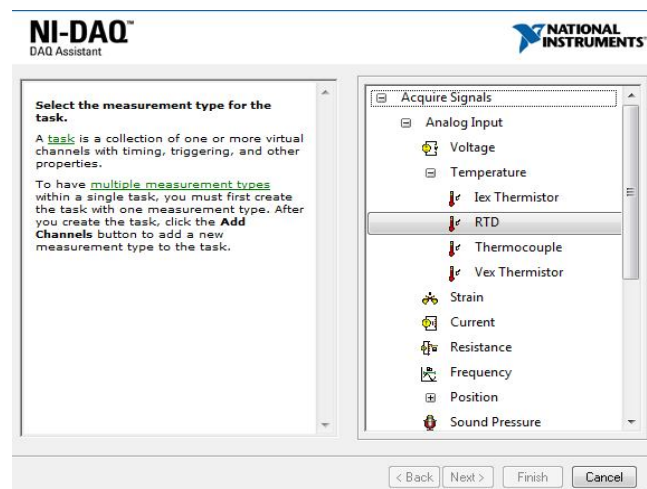 NI-DAQ™
DAQ Assistant
NATIONAL
INSTRUMENTS™
Select the measurement type for the
task.
A task is a collection of one or more virtual
channels with timing, triggering, and other
properties.
To have multiple measurement types
within a single task, you must first create
the task with one measurement type. After
you create the task, click the Add
Channels button to add a new
measurement type to the task.
Acquire Signals
Analog Input
Voltage
Temperature
Iex Thermistor
RTD
Thermocouple
Vex Thermistor
Strain
Current
Resistance
Frequency
Position
Sound Pressure
< Back
Next >
Finish
Cancel